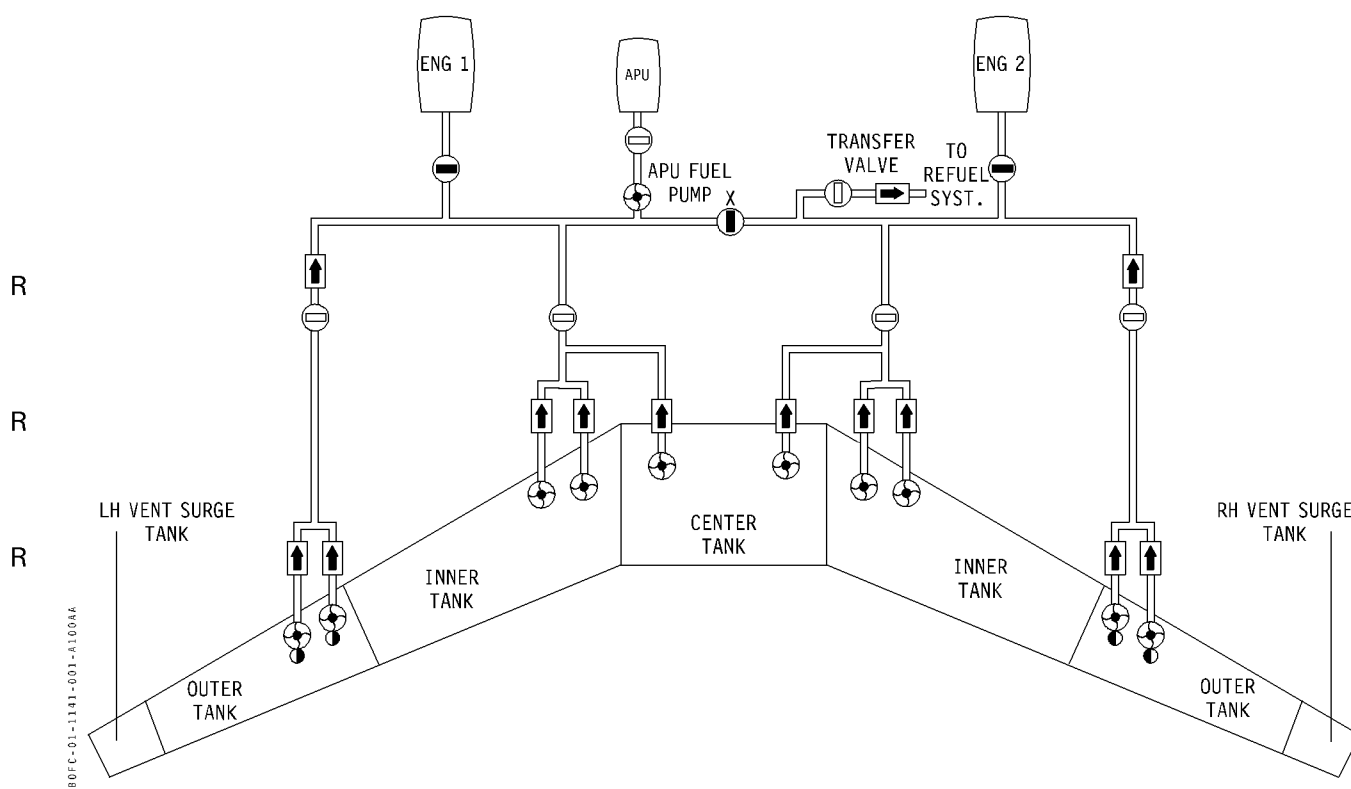 ENG 1
APU
ENG 2
TRANSFER
VALVE
TO
REFUEL
SYST.
APU FUEL
PUMP
X
R
R
R
LH VENT SURGE
TANK
CENTER
TANK
RH VENT SURGE
TANK
INNER
TANK
INNER
TANK
OUTER
TANK
OUTER
TANK
B0FC-01-1141-001-A100AA